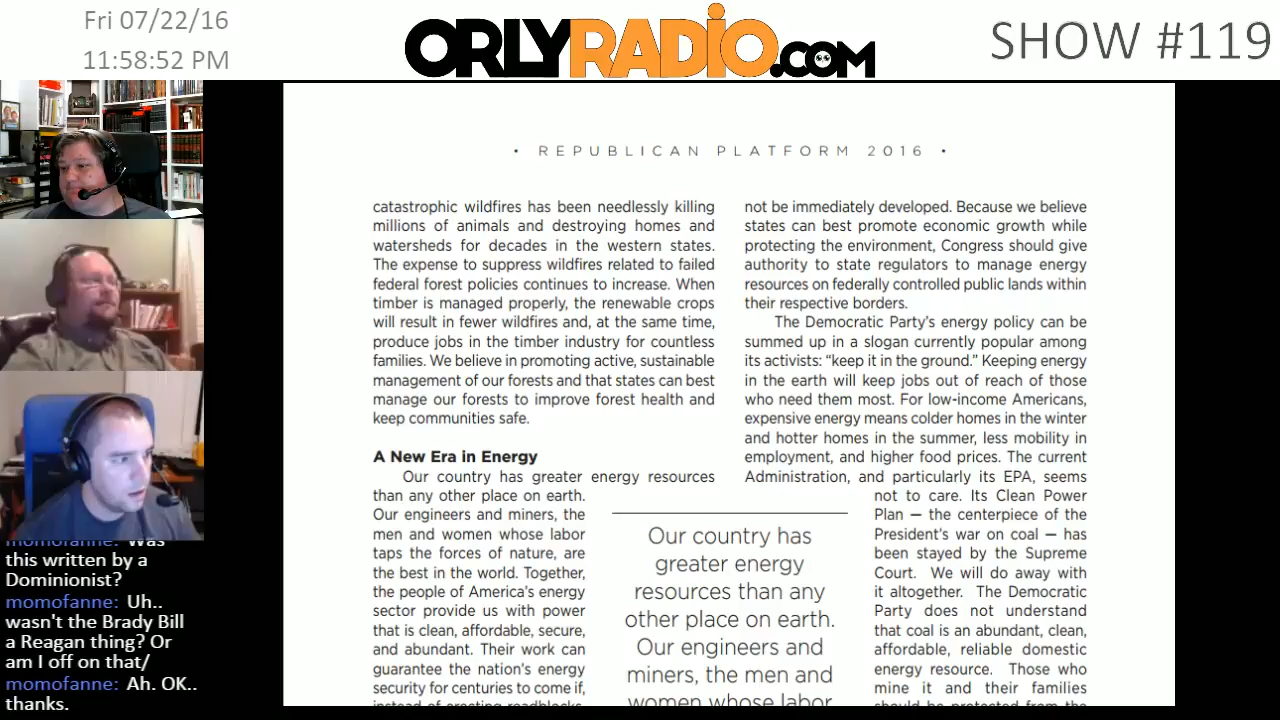 Fri 07/22/16
11:58:52 PM
ORLYRADIO.COM
SHOW #119
• REPUBLICAN PLATFORM 2016 •
catastrophic wildfires has been needlessly killing
millions of animals and destroying homes and
watersheds for decades in the western states.
The expense to suppress wildfires related to failed
federal forest policies continues to increase. When
timber is managed properly, the renewable crops
will result in fewer wildfires and, at the same time,
produce jobs in the timber industry for countless
families. We believe in promoting active, sustainable
management of our forests and that states can best
manage our forests to improve forest health and
keep communities safe.
A New Era in Energy
Our country has greater energy resources
than any other place on earth.
Our engineers and miners, the
men and women whose labor
taps the forces of nature, are
the best in the world. Together,
the people of America's energy
sector provide us with power
that is clean, affordable, secure,
and abundant. Their work can
guarantee the nation's energy
security for centuries to come if,
instead of erecting roadblocks,
Our country has
greater energy
resources than any
other place on earth.
Our engineers and
miners, the men and
women whose labor
not be immediately developed. Because we believe
states can best promote economic growth while
protecting the environment, Congress should give
authority to state regulators to manage energy
resources on federally controlled public lands within
their respective borders.
The Democratic Party's energy policy can be
summed up in a slogan currently popular among
its activists: “keep it in the ground.” Keeping energy
in the earth will keep jobs out of reach of those
who need them most. For low-income Americans,
expensive energy means colder homes in the winter
and hotter homes in the summer, less mobility in
employment, and higher food prices. The current
Administration, and particularly its EPA, seems
not to care. Its Clean Power
Plan — the centerpiece of the
President's war on coal — has
been stayed by the Supreme
Court. We will do away with
it altogether. The Democratic
Party does not understand
that coal is an abundant, clean,
affordable, reliable domestic
energy resource. Those who
mine it and their families
should be protected from the
momofanne: Was
this written by a
Dominionist?
momofanne: Uh..
wasn't the Brady Bill
a Reagan thing? Or
am I off on that/
momofanne: Ah. OK..
thanks.